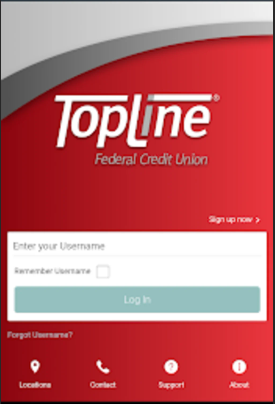 TopLine®
Federal Credit Union
Sign up now >
Enter your Username
Remember Username
Log In
Forgot Username?
Locations Contact Support About